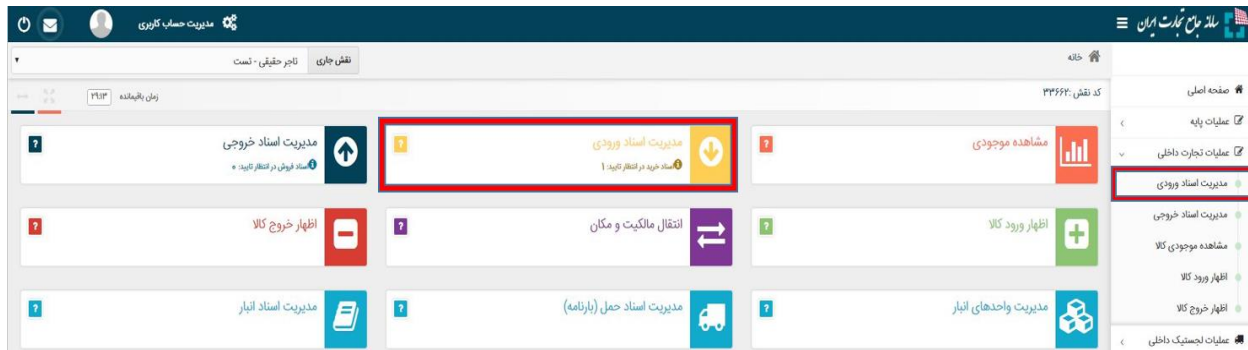 سامانه جامع تجارت ایران
مدیریت حساب کاربری
خانه
نقش جاری
تاجر حقیقی - تست
کد نقش :۳۳۶۶۲
زمان باقیمانده
۲۹:۱۳
صفحه اصلی
عملیات پایه
عملیات تجارت داخلی
مدیریت اسناد ورودی
مدیریت اسناد خروجی
مشاهده موجودی کالا
اظهار ورود کالا
اظهار خروج کالا
عملیات لجستیک داخلی
مشاهده موجودی
?
مدیریت اسناد ورودی
اسناد خرید در انتظار تایید: ۱
?
مدیریت اسناد خروجی
اسناد فروش در انتظار تایید: ۰
?
اظهار ورود کالا
?
انتقال مالکیت و مکان
?
اظهار خروج کالا
?
مدیریت واحدهای انبار
?
مدیریت اسناد حمل (بارنامه)
?
مدیریت اسناد انبار
?